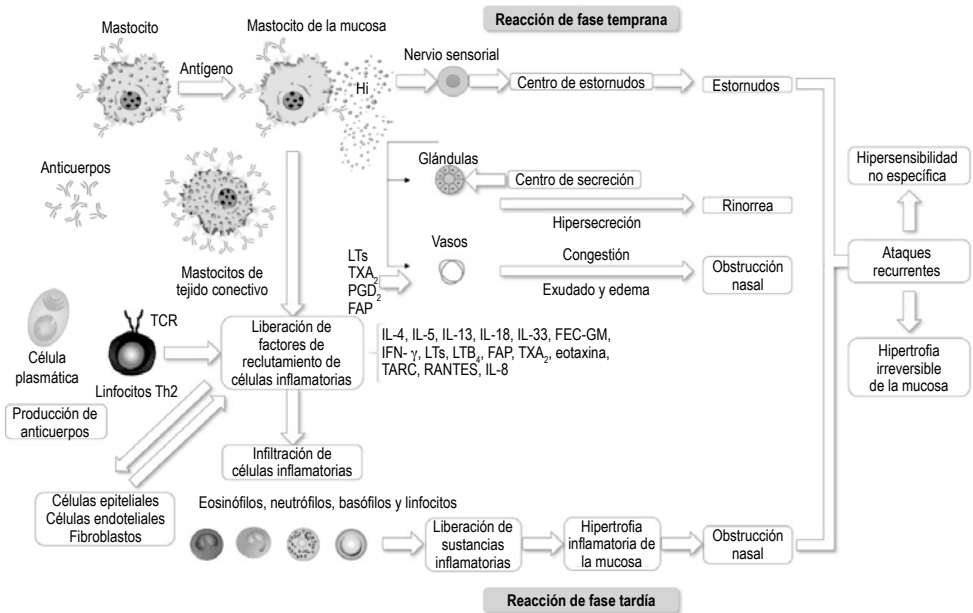 Reacción de fase temprana
Mastocito
Mastocito de la mucosa
Antígeno
Hi
Nervio sensorial
Centro de estornudos
Estornudos
Anticuerpos
Glándulas
Centro de secreción
Hipersecreción
Rinorrea
Hipersensibilidad
no específica
Mastocitos de
tejido conectivo
LTs
TXA2
PGD2
FAP
Vasos
Congestión
Exudado y edema
Obstrucción
nasal
Ataques
recurrentes
Hipertrofia
irreversible
de la mucosa
Célula
plasmática
TCR
Linfocitos Th2
Liberación de
factores de
reclutamiento de
células inflamatorias
IL-4, IL-5, IL-13, IL-18, IL-33, FEC-GM,
IFN- γ, LTs, LTB4, FAP, TXA2, eotaxina,
TARC, RANTES, IL-8
Producción de
anticuerpos
Infiltración de
células inflamatorias
Células epiteliales
Células endoteliales
Fibroblastos
Eosinófilos, neutrófilos, basófilos y linfocitos
Liberación de
sustancias
inflamatorias
Hipertrofia
inflamatoria de
la mucosa
Obstrucción
nasal
Reacción de fase tardía